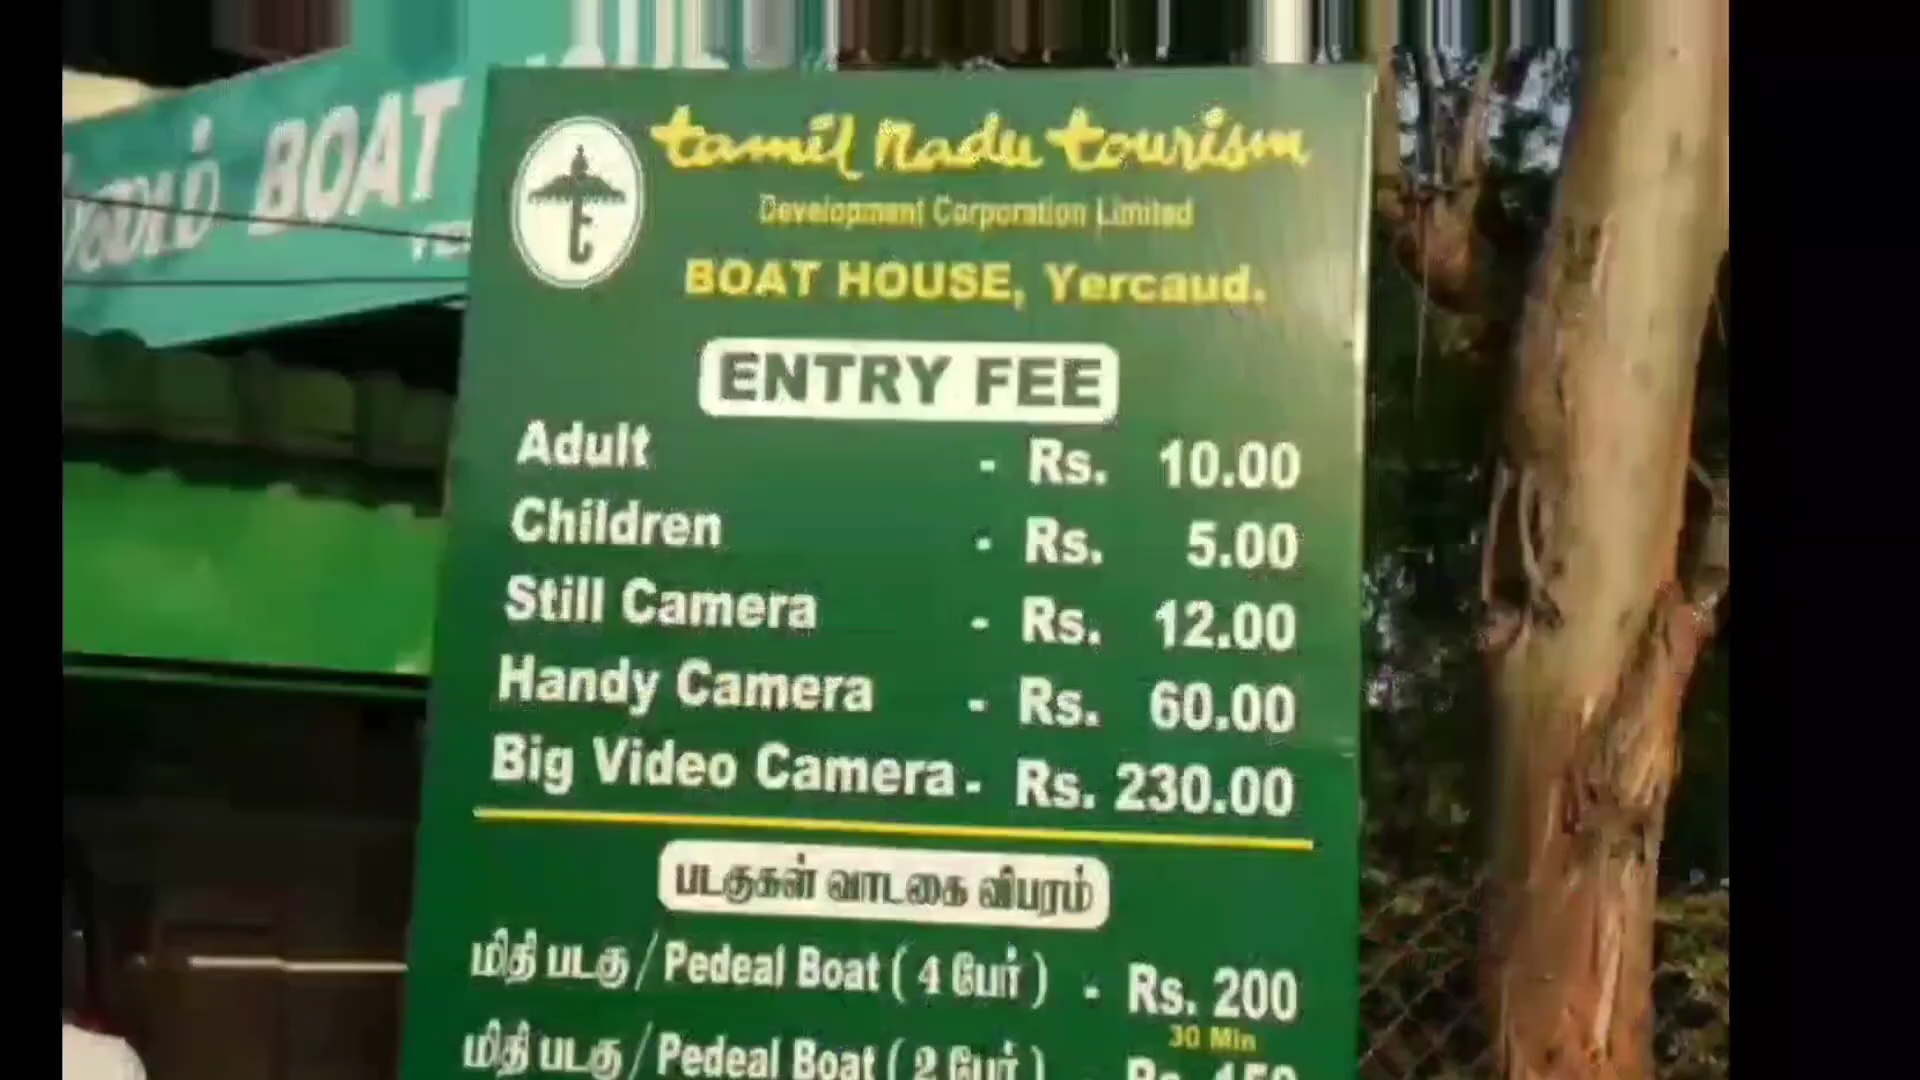 BOAT
tamil nadu tourism
Development Corporation Limited
BOAT HOUSE, Yercaud.
ENTRY FEE
Adult - Rs. 10.00
Children - Rs. 5.00
Still Camera - Rs. 12.00
Handy Camera - Rs. 60.00
Big Video Camera - Rs. 230.00
படகுகள் வாடகை விபரம்
மிதி படகு / Pedeal Boat ( 4 பேர் ) - Rs. 200
30 Min
மிதி படகு / Pedeal Boat ( 2 பேர் ) Rs. 150